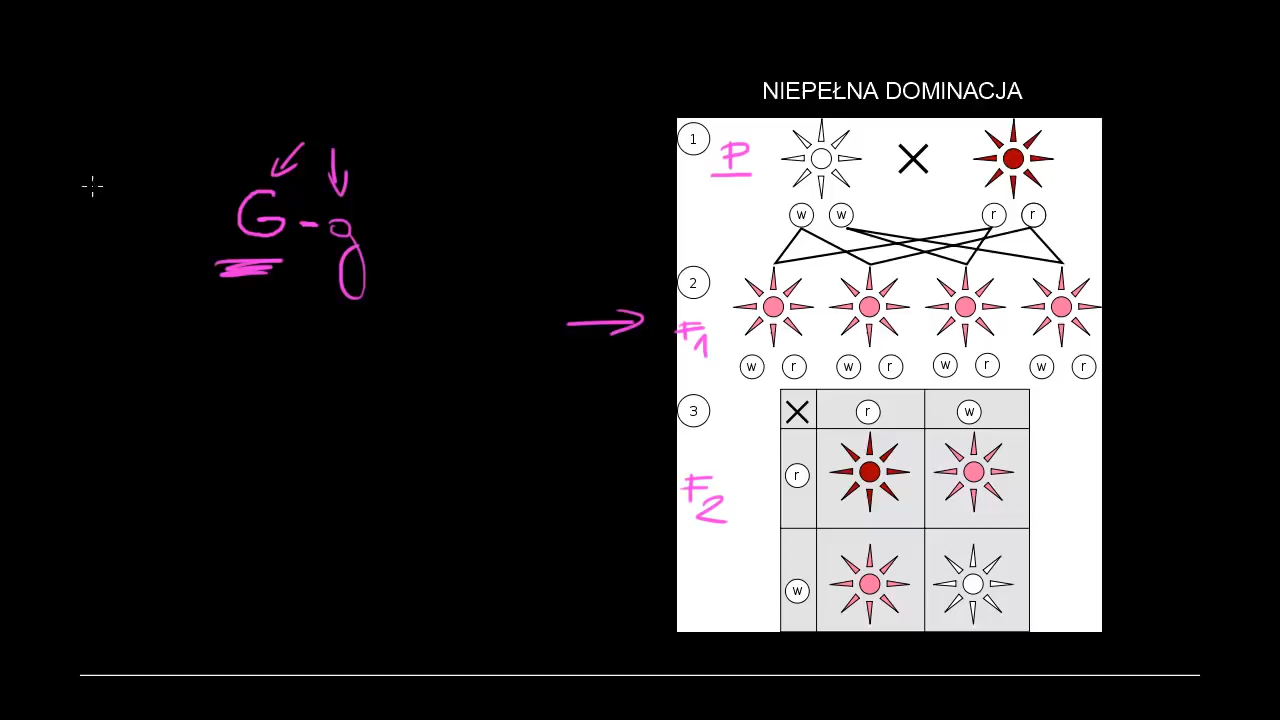 NIEPEŁNA DOMINACJA
1 P
w w r r
2
F1
w r w r w r w r
3
r w
r
F2
w
G - g